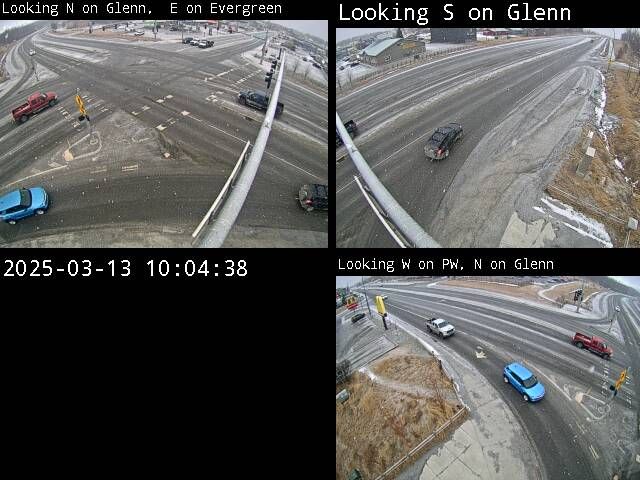 Looking N on Glenn, E on Evergreen
Looking S on Glenn
2025-03-13 10:04:38
Looking W on PW, N on Glenn